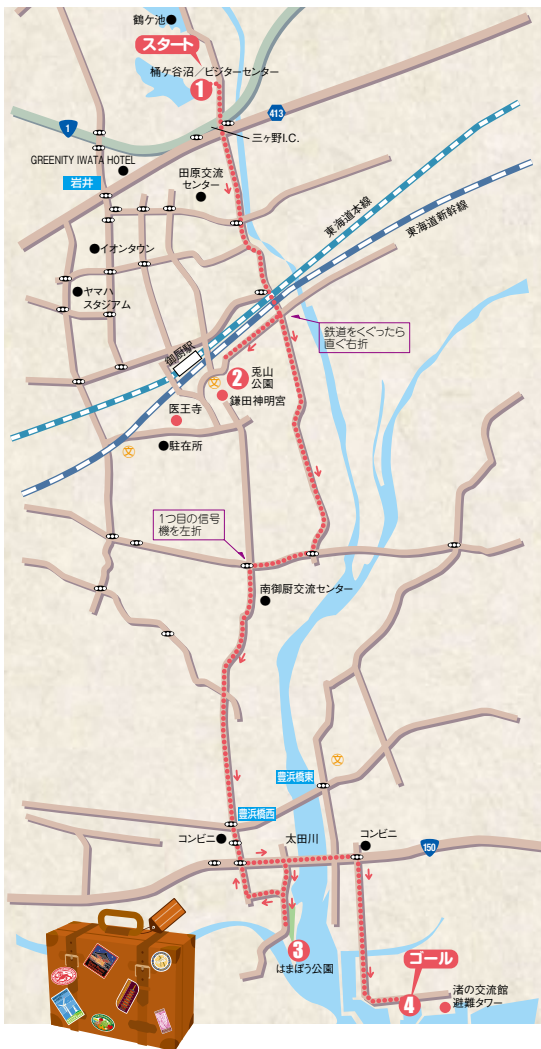 鶴ケ池
スタート
桶ケ谷沼/ビジターセンター
1
413
1
三ヶ野I.C.
GREENITY IWATA HOTEL
岩井
田原交流
センター
東海道本線
東海道新幹線
イオンタウン
ヤマハ
スタジアム
鉄道をくぐったら
直ぐ右折
御厨駅
2
兎山
公園
文
鎌田神明宮
医王寺
駐在所
文
1つ目の信号
機を左折
南御厨交流センター
文
豊浜橋東
豊浜橋西
コンビニ
太田川
コンビニ
150
3
はまぼう公園
ゴール
4
渚の交流館
避難タワー